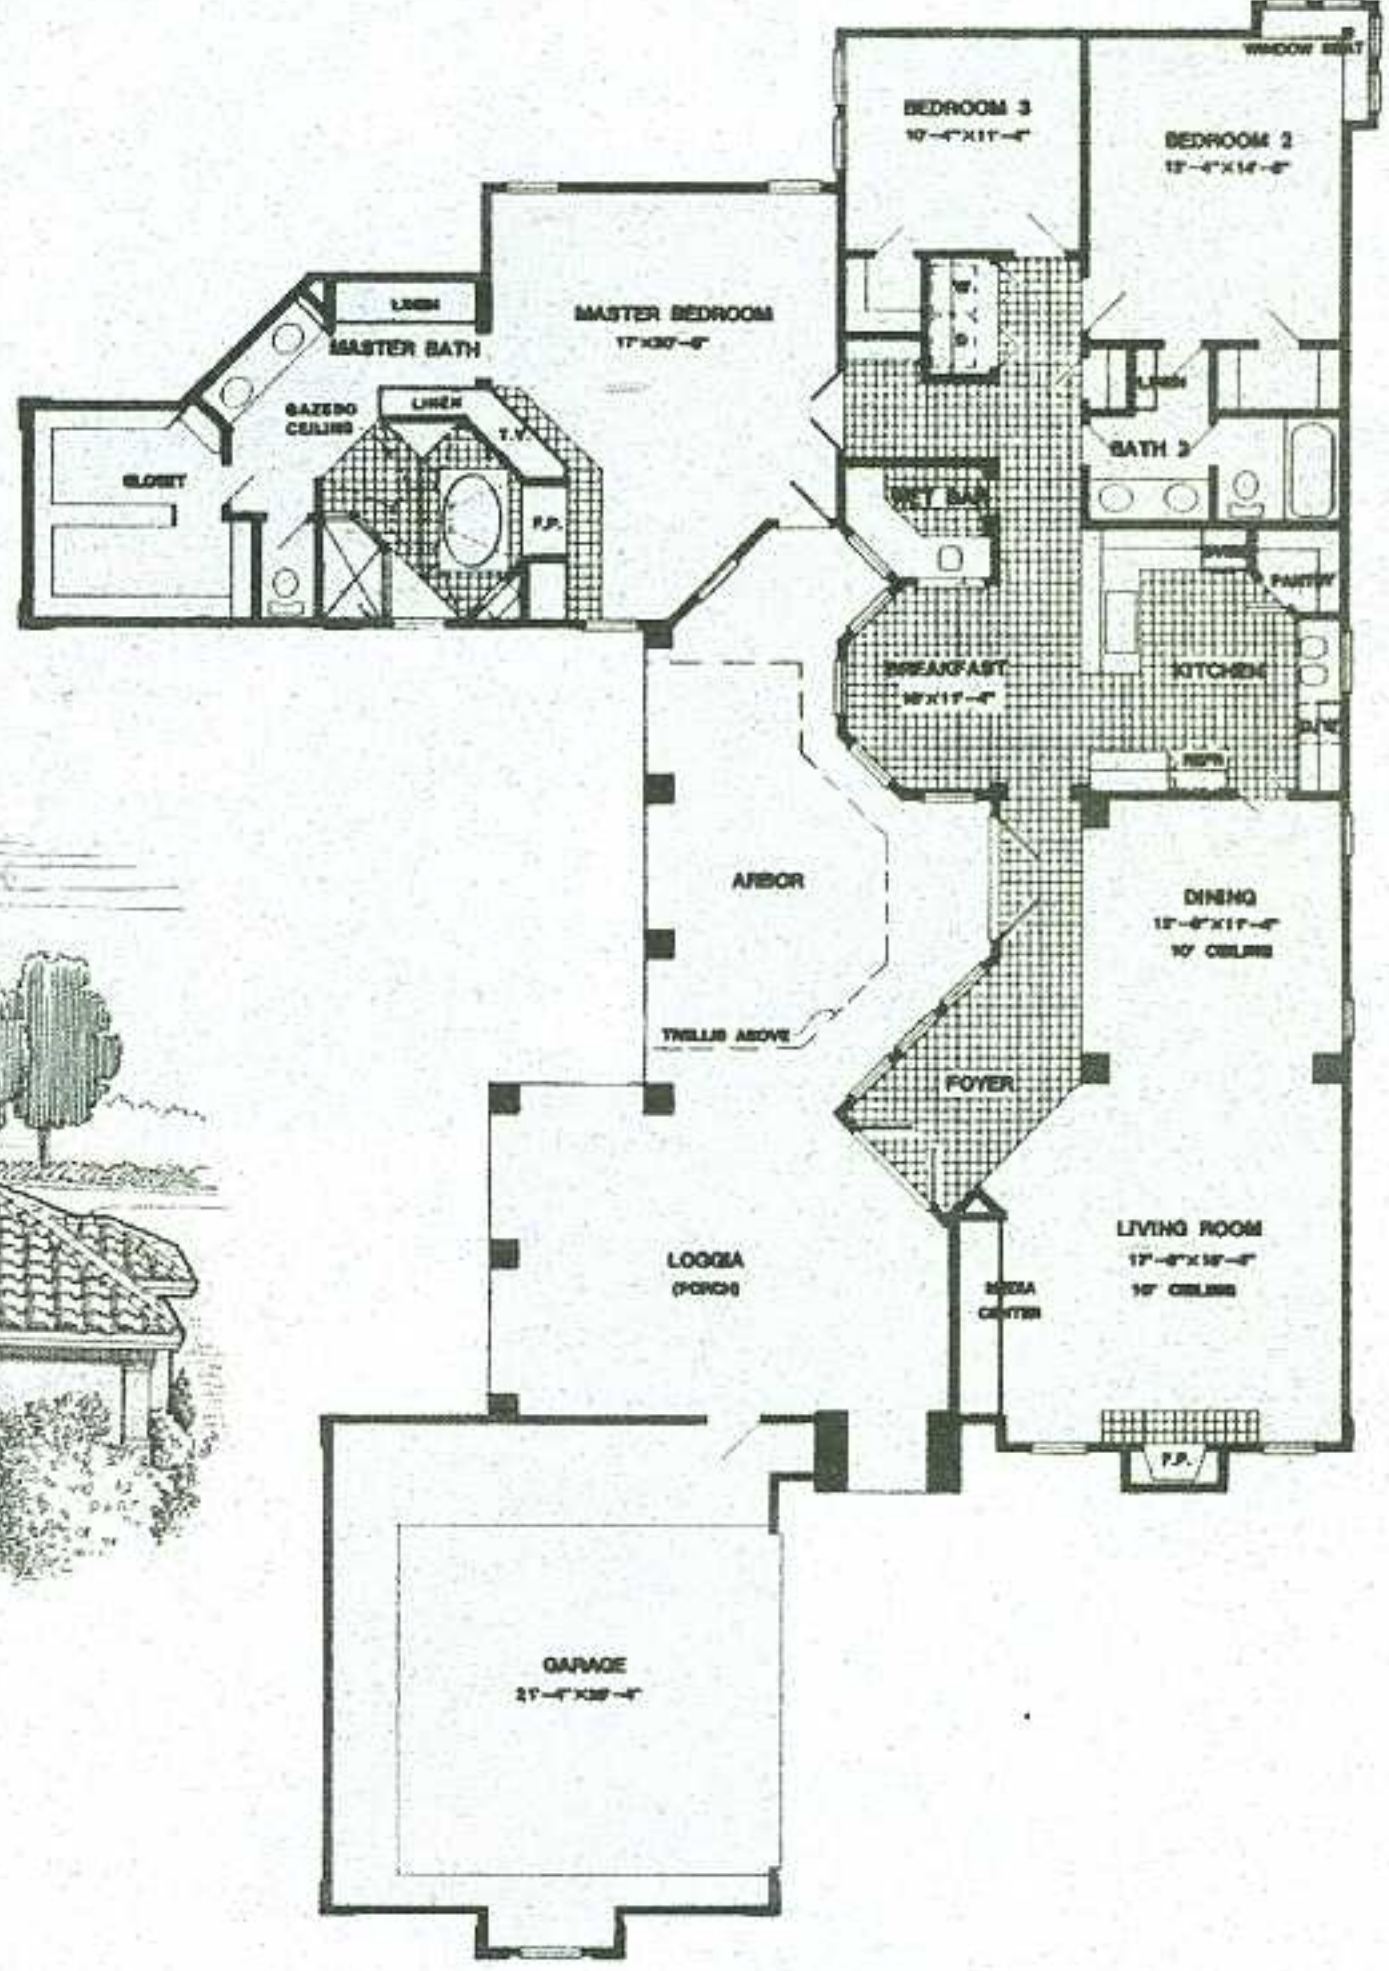 WINDOW SEAT
BEDROOM 3
10'-4"X11'-4"
BEDROOM 2
13'-4"X14'-8"
LINEN
MASTER BEDROOM
W.
D
MASTER BATH
LINEN
GAZEBO
CEILING
T.V.
LINEN
BATH 2
CLOSET
WET BAR
F.P.
OVEN
PANTRY
BREAKFAST
KITCHEN
D/W
REFR
ARBOR
DINING
10' CEILING
TRELLIS ABOVE
FOYER
LIVING ROOM
10' CEILING
LOGGIA
(PORCH)
MEDIA
CENTER
F.P.
GARAGE